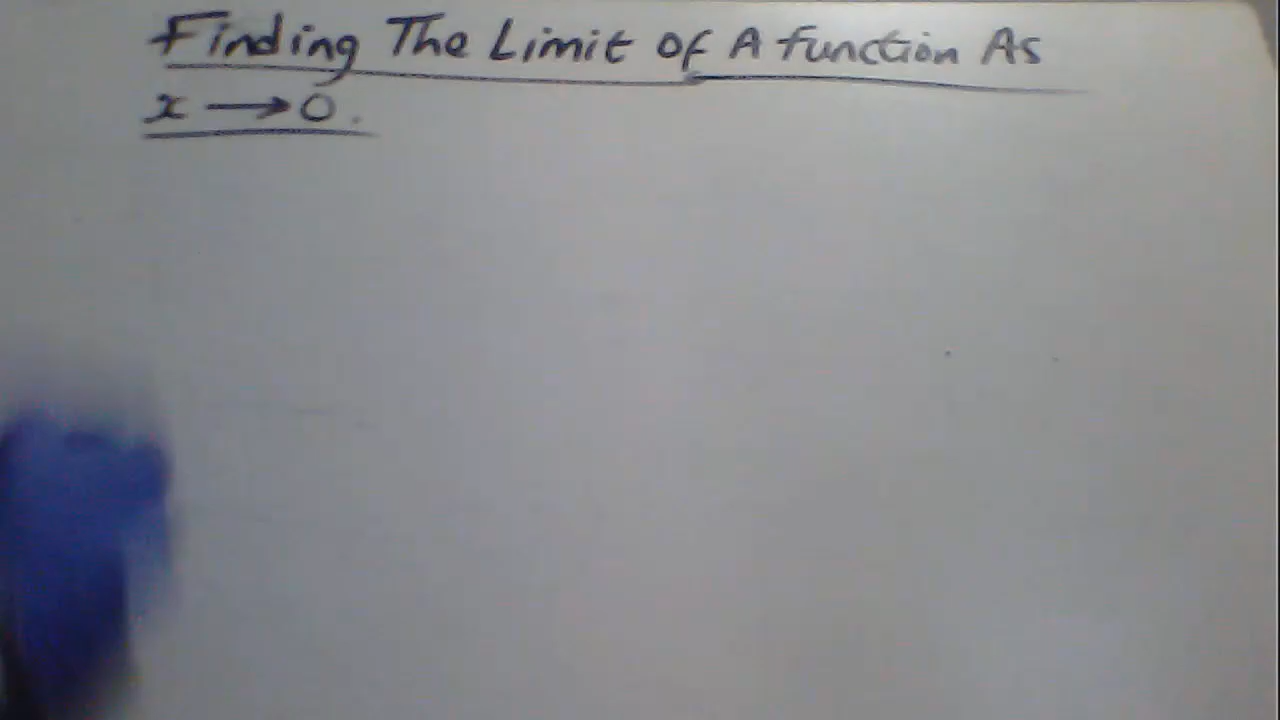 Finding The Limit Of A function As
x → 0.